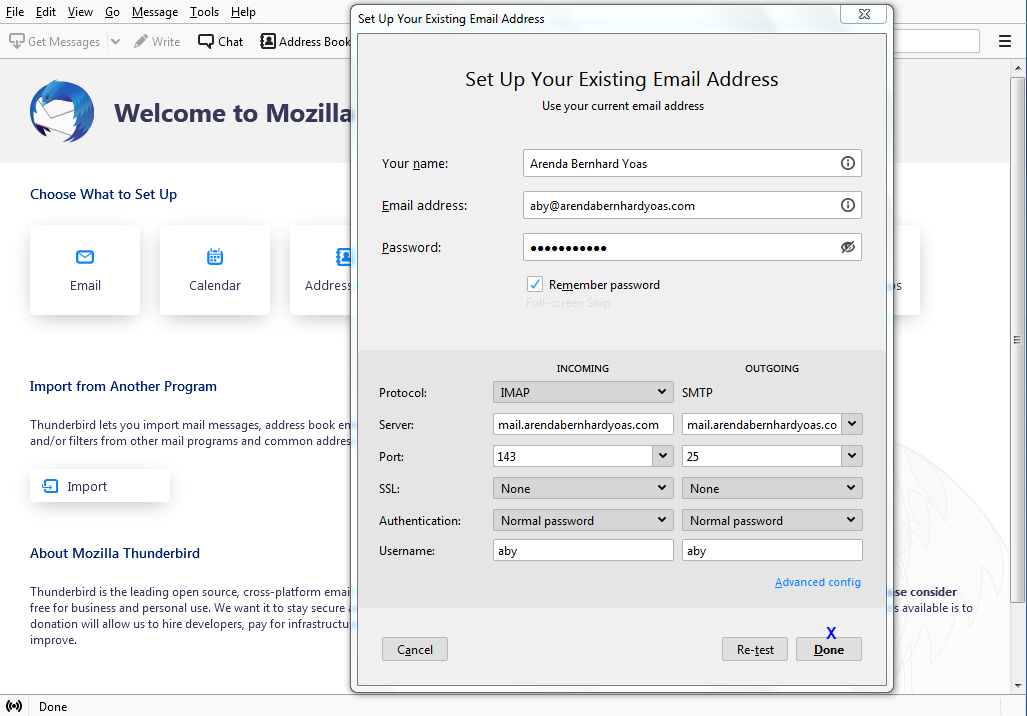 File Edit View Go Message Tools Help
Set Up Your Existing Email Address
Get Messages Write Chat Address Book
Set Up Your Existing Email Address
Use your current email address
Welcome to Mozilla
Your name: Arenda Bernhard Yoas
Choose What to Set Up
Email address: aby@arendabernhardyoas.com
Password: •••••••••••
Email Calendar Address s
Remember password
Full-screen Snip
INCOMING OUTGOING
Import from Another Program
Protocol: IMAP SMTP
Thunderbird lets you import mail messages, address book en
and/or filters from other mail programs and common addre
Server: mail.arendabernhardyoas.com mail.arendabernhardyoas.co
Port: 143 25
Import
SSL: None None
Authentication: Normal password Normal password
Username: aby aby
About Mozilla Thunderbird
Advanced config
Thunderbird is the leading open source, cross-platform emai se consider
free for business and personal use. We want it to stay secure a s available is to
donation will allow us to hire developers, pay for infrastructu
improve.
X
Cancel Re-test Done
Done